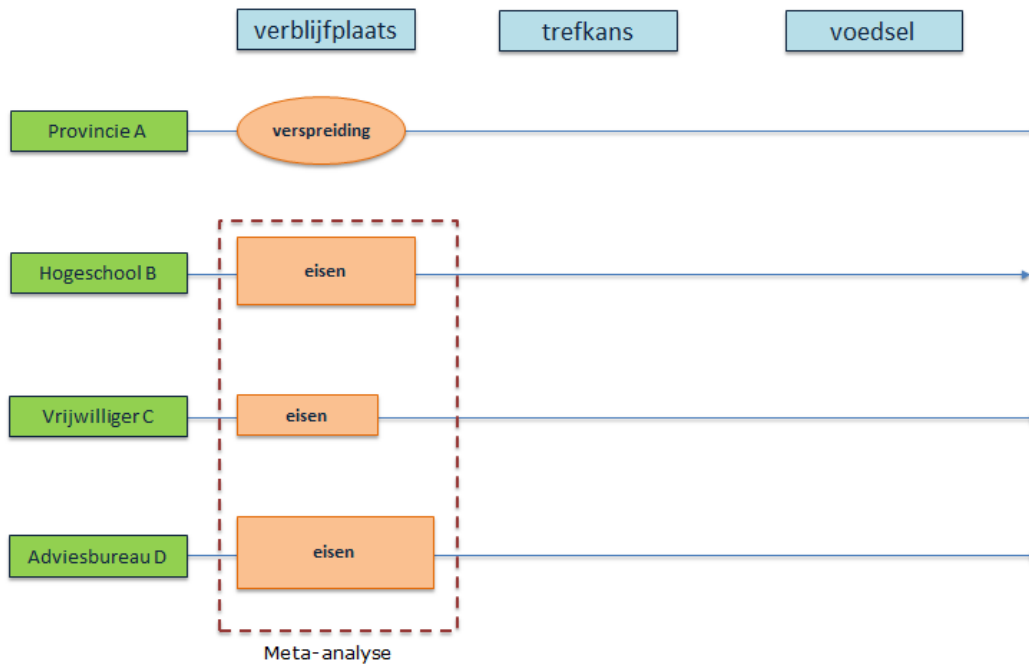 verblijfplaats
trefkans
voedsel
Provincie A
verspreiding
Hogeschool B
eisen
Vrijwilliger C
eisen
Adviesbureau D
eisen
Meta-analyse